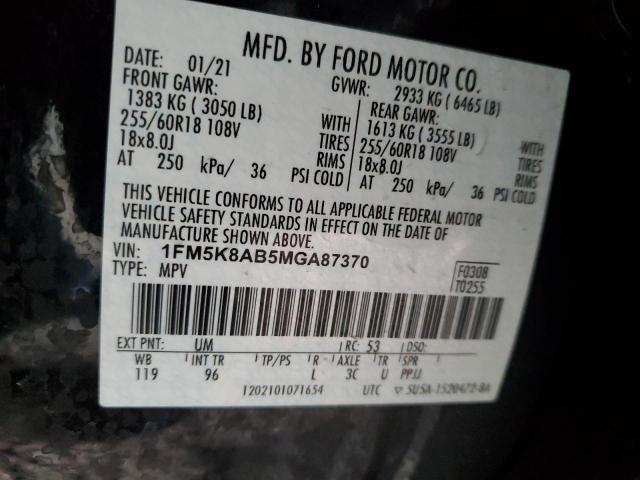 MFD. BY FORD MOTOR CO.
DATE: 01/21 GVWR: 2933 KG ( 6465 LB)
FRONT GAWR: REAR GAWR:
1383 KG ( 3050 LB) WITH 1613 KG ( 3555 LB) WITH
255/60R18 108V TIRES 255/60R18 108V TIRES
18x8.0J RIMS 18x8.0J RIMS
AT 250 kPa/ 36 PSI COLD AT 250 kPa/ 36 PSI COLD
THIS VEHICLE CONFORMS TO ALL APPLICABLE FEDERAL MOTOR
VEHICLE SAFETY STANDARDS IN EFFECT ON THE DATE OF
MANUFACTURE SHOWN ABOVE.
VIN: 1FM5K8AB5MGA87370 F0308
TYPE: MPV T0255
EXT PNT: UM RC: 53 DSO:
WB INT TR TP/PS R AXLE TR SPR
119 96 L 3C U PPJJ
1202101071654 UTC 5U5A-1520472-BA